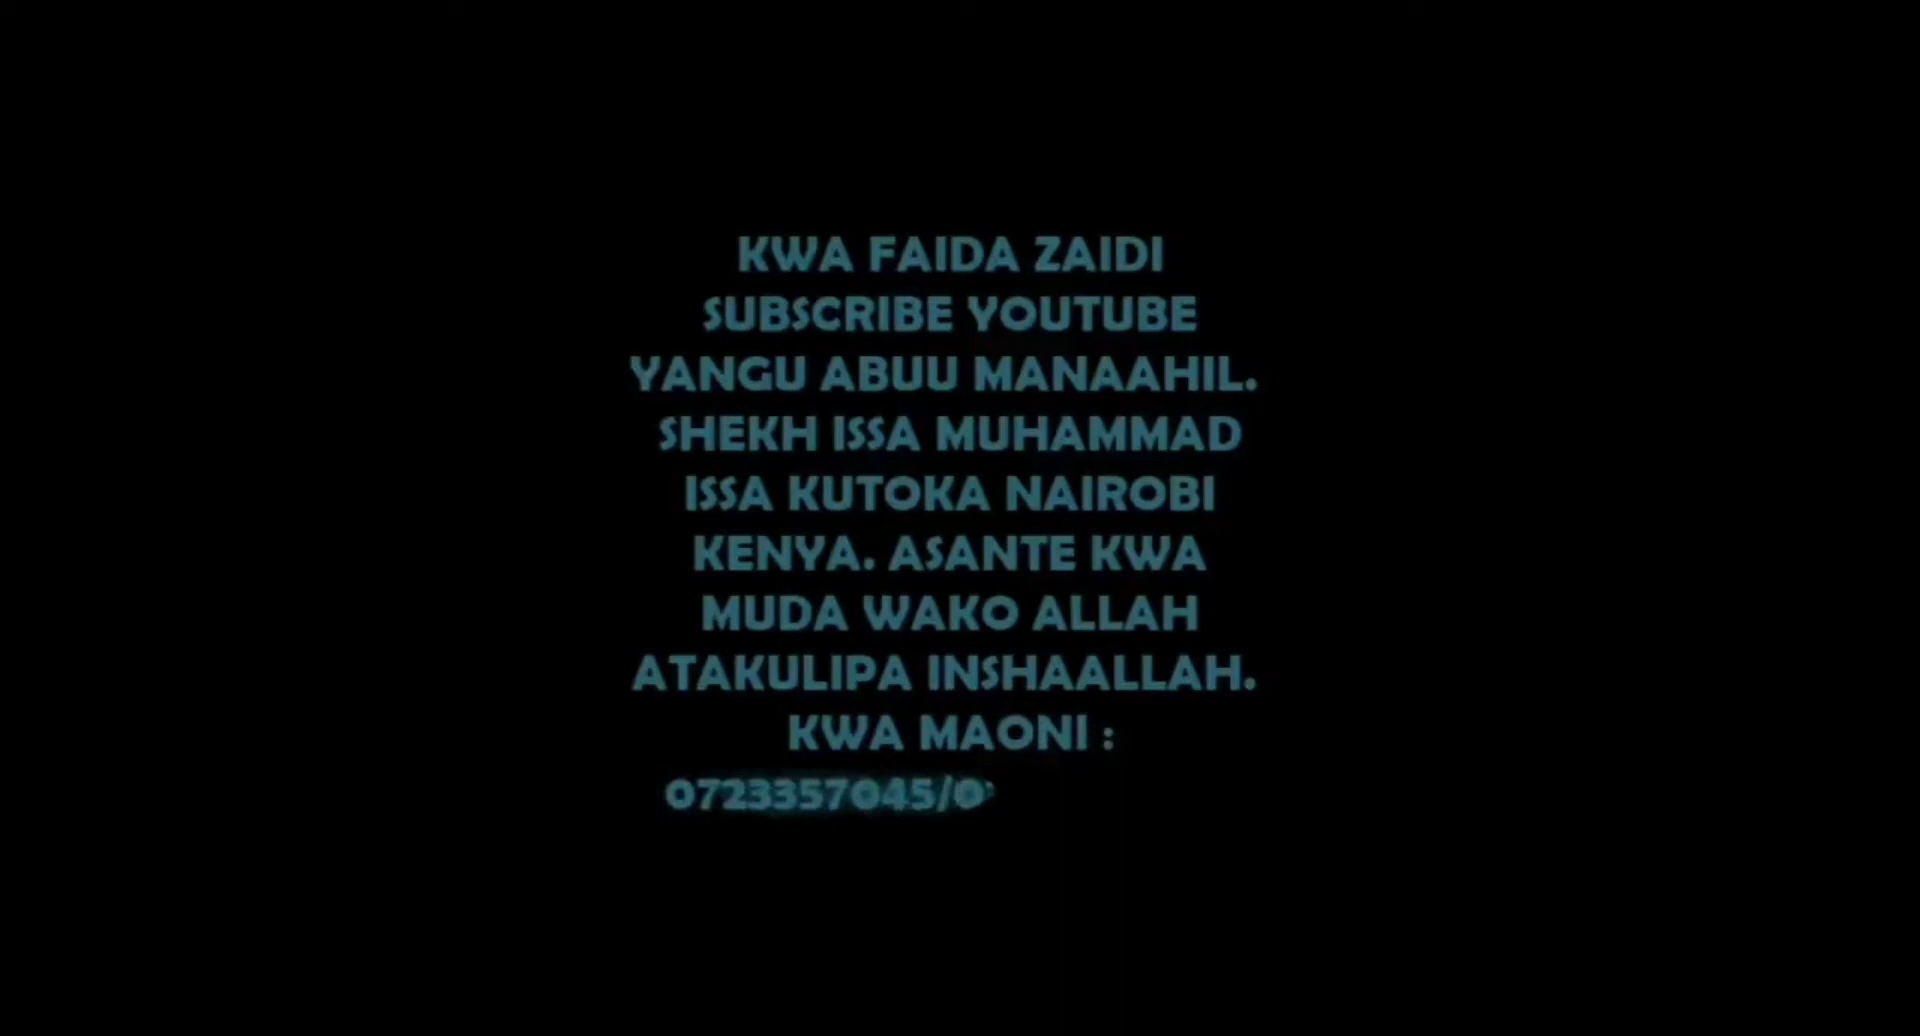 KWA FAIDA ZAIDI
SUBSCRIBE YOUTUBE
YANGU ABUU MANAAHIL.
SHEKH ISSA MUHAMMAD
ISSA KUTOKA NAIROBI
KENYA. ASANTE KWA
MUDA WAKO ALLAH
ATAKULIPA INSHAALLAH.
KWA MAONI :
0723357045/0